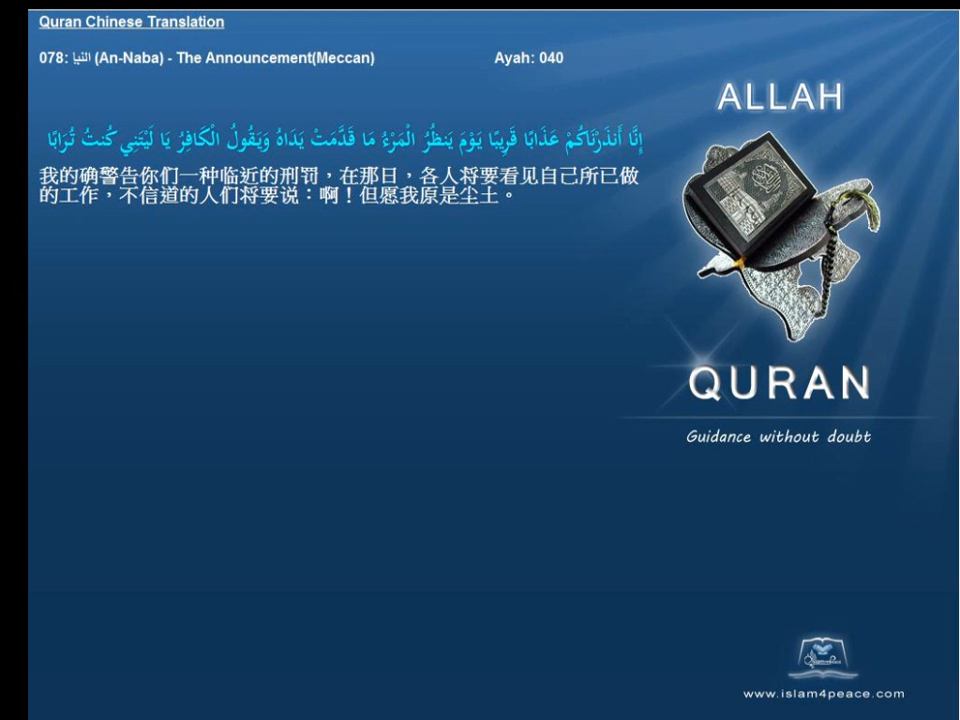 Quran Chinese Translation
078: النبإ (An-Naba) - The Announcement(Meccan) Ayah: 040
إِنَّا أَنذَرْنَاكُمْ عَذَابًا قَرِيبًا يَوْمَ يَنظُرُ الْمَرْءُ مَا قَدَّمَتْ يَدَاهُ وَيَقُولُ الْكَافِرُ يَا لَيْتَنِي كُنتُ تُرَابًا
我的确警告你们一种临近的刑罚，在那日，各人将要看见自己所已做
的工作，不信道的人们将要说：啊！但愿我原是尘土。
ALLAH
QURAN
Guidance without doubt
www.islam4peace.com